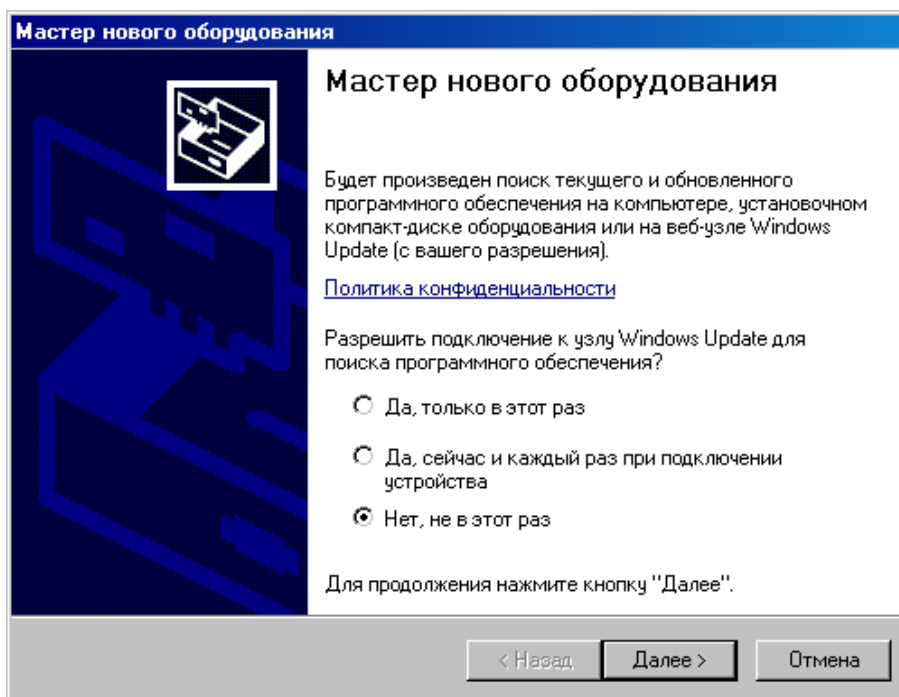 Мастер нового оборудования
Мастер нового оборудования
Будет произведен поиск текущего и обновленного
программного обеспечения на компьютере, установочном
компакт-диске оборудования или на веб-узле Windows
Update (с вашего разрешения).
Политика конфиденциальности
Разрешить подключение к узлу Windows Update для
поиска программного обеспечения?
Да, только в этот раз
Да, сейчас и каждый раз при подключении
устройства
Нет, не в этот раз
Для продолжения нажмите кнопку "Далее".
< Назад Далее > Отмена